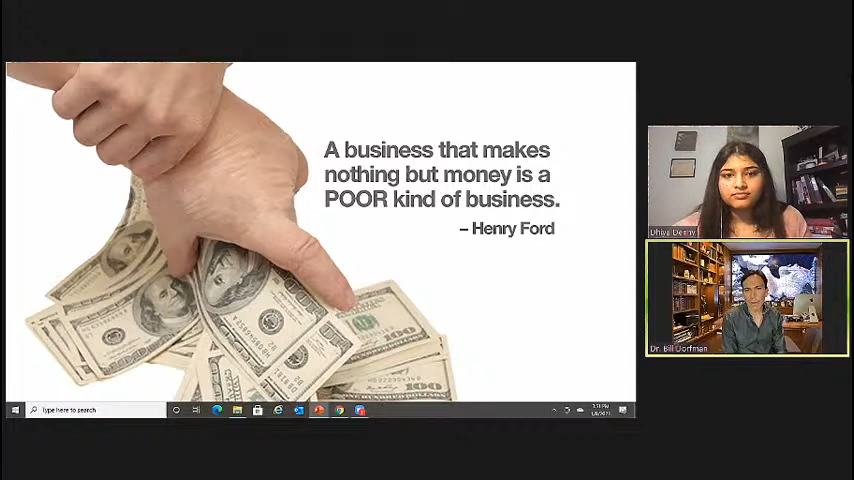 A business that makes
nothing but money is a
POOR kind of business.
– Henry Ford
Dhiya Denny
Dr. Bill Dorfman
Type here to search